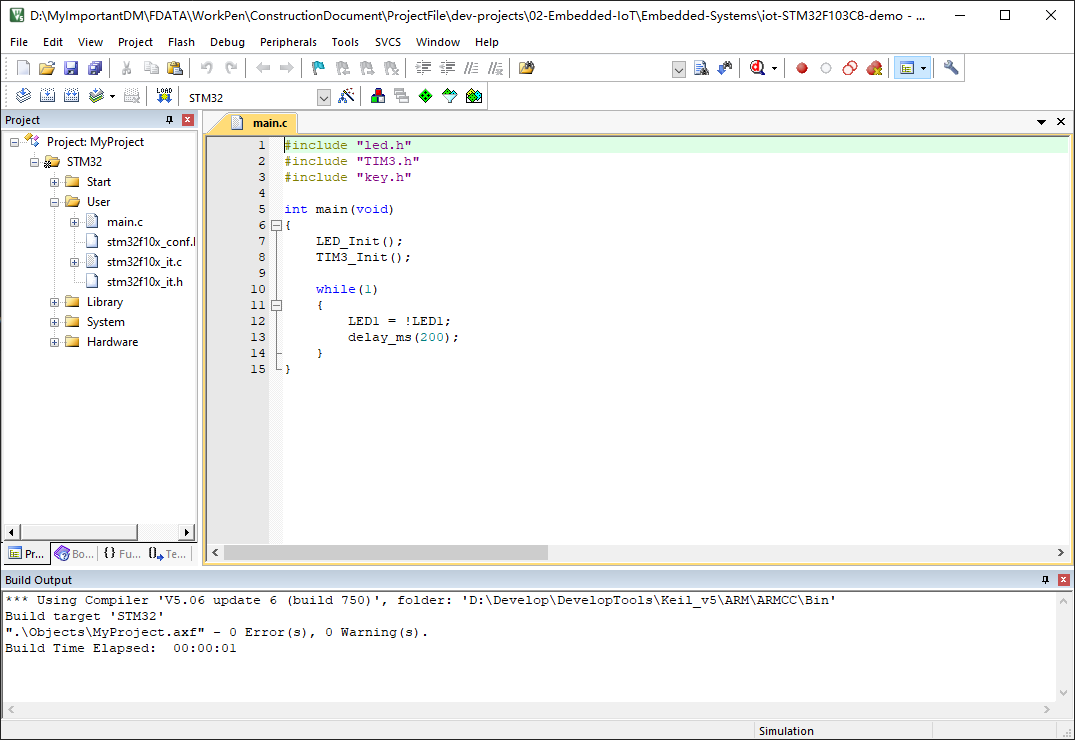 D:\MyImportantDM\FDATA\WorkPen\ConstructionDocument\ProjectFile\dev-projects\02-Embedded-IoT\Embedded-Systems\iot-STM32F103C8-demo - ...
File Edit View Project Flash Debug Peripherals Tools SVCS Window Help
LOAD
STM32
Project
main.c
Project: MyProject
STM32
Start
User
main.c
stm32f10x_conf.l
stm32f10x_it.c
stm32f10x_it.h
Library
System
Hardware
1 #include "led.h"
2 #include "TIM3.h"
3 #include "key.h"
4
5 int main(void)
6 {
7 LED_Init();
8 TIM3_Init();
9
10 while(1)
11 {
12 LED1 = !LED1;
13 delay_ms(200);
14 }
15 }
Pr... Bo... {} Fu... Te...
Build Output
*** Using Compiler 'V5.06 update 6 (build 750)', folder: 'D:\Develop\DevelopTools\Keil_v5\ARM\ARMCC\Bin'
Build target 'STM32'
".\Objects\MyProject.axf" - 0 Error(s), 0 Warning(s).
Build Time Elapsed:  00:00:01
Simulation